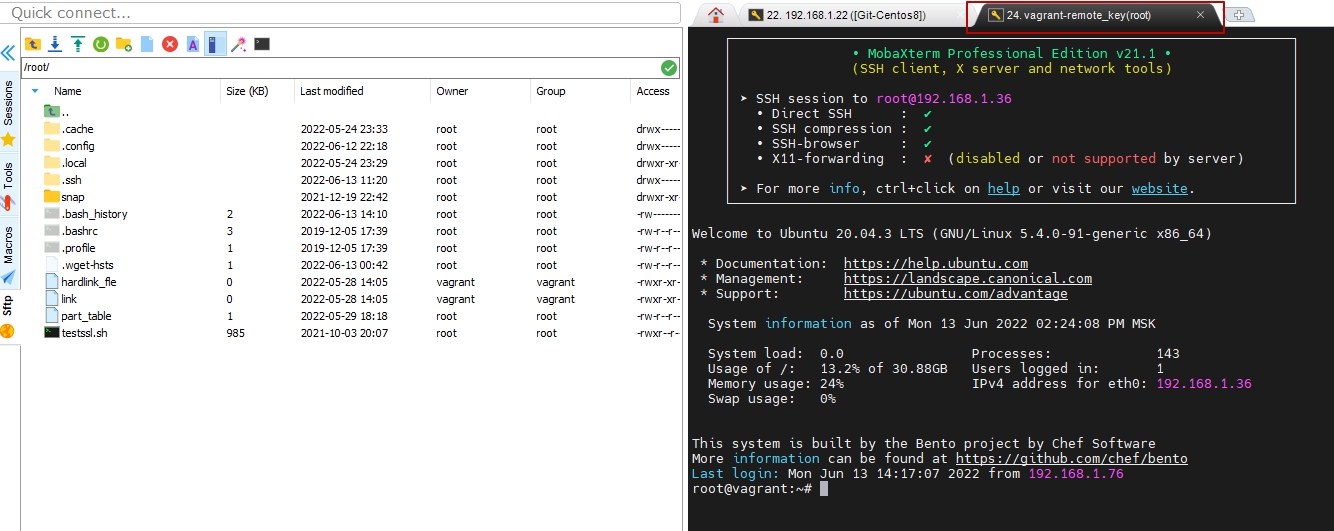 Quick connect...
22. 192.168.1.22 ([Git-Centos8])
24. vagrant-remote_key(root)
Sessions
Tools
Macros
Sftp
/root/
Name Size (KB) Last modified Owner Group Access
..
.cache 2022-05-24 23:33 root root drwx-----
.config 2022-06-12 22:18 root root drwx-----
.local 2022-05-24 23:29 root root drwxr-xr-
.ssh 2022-06-13 11:20 root root drwx-----
snap 2021-12-19 22:42 root root drwxr-xr-
.bash_history 2 2022-06-13 14:10 root root -rw-------
.bashrc 3 2019-12-05 17:39 root root -rw-r--r--
.profile 1 2019-12-05 17:39 root root -rw-r--r--
.wget-hsts 1 2022-06-13 00:42 root root -rw-r--r--
hardlink_fle 0 2022-05-28 14:05 vagrant vagrant -rwxr-xr-
link 0 2022-05-28 14:05 vagrant vagrant -rwxr-xr-
part_table 1 2022-05-29 18:18 root root -rw-r--r--
testssl.sh 985 2021-10-03 20:07 root root -rwxr--r--
• MobaXterm Professional Edition v21.1 •
(SSH client, X server and network tools)
➤ SSH session to root@192.168.1.36
• Direct SSH : ✔
• SSH compression : ✔
• SSH-browser : ✔
• X11-forwarding : ✘ (disabled or not supported by server)
➤ For more info, ctrl+click on help or visit our website.
Welcome to Ubuntu 20.04.3 LTS (GNU/Linux 5.4.0-91-generic x86_64)
* Documentation: https://help.ubuntu.com
* Management: https://landscape.canonical.com
* Support: https://ubuntu.com/advantage
System information as of Mon 13 Jun 2022 02:24:08 PM MSK
System load: 0.0 Processes: 143
Usage of /: 13.2% of 30.88GB Users logged in: 1
Memory usage: 24% IPv4 address for eth0: 192.168.1.36
Swap usage: 0%
This system is built by the Bento project by Chef Software
More information can be found at https://github.com/chef/bento
Last login: Mon Jun 13 14:17:07 2022 from 192.168.1.76
root@vagrant:~#